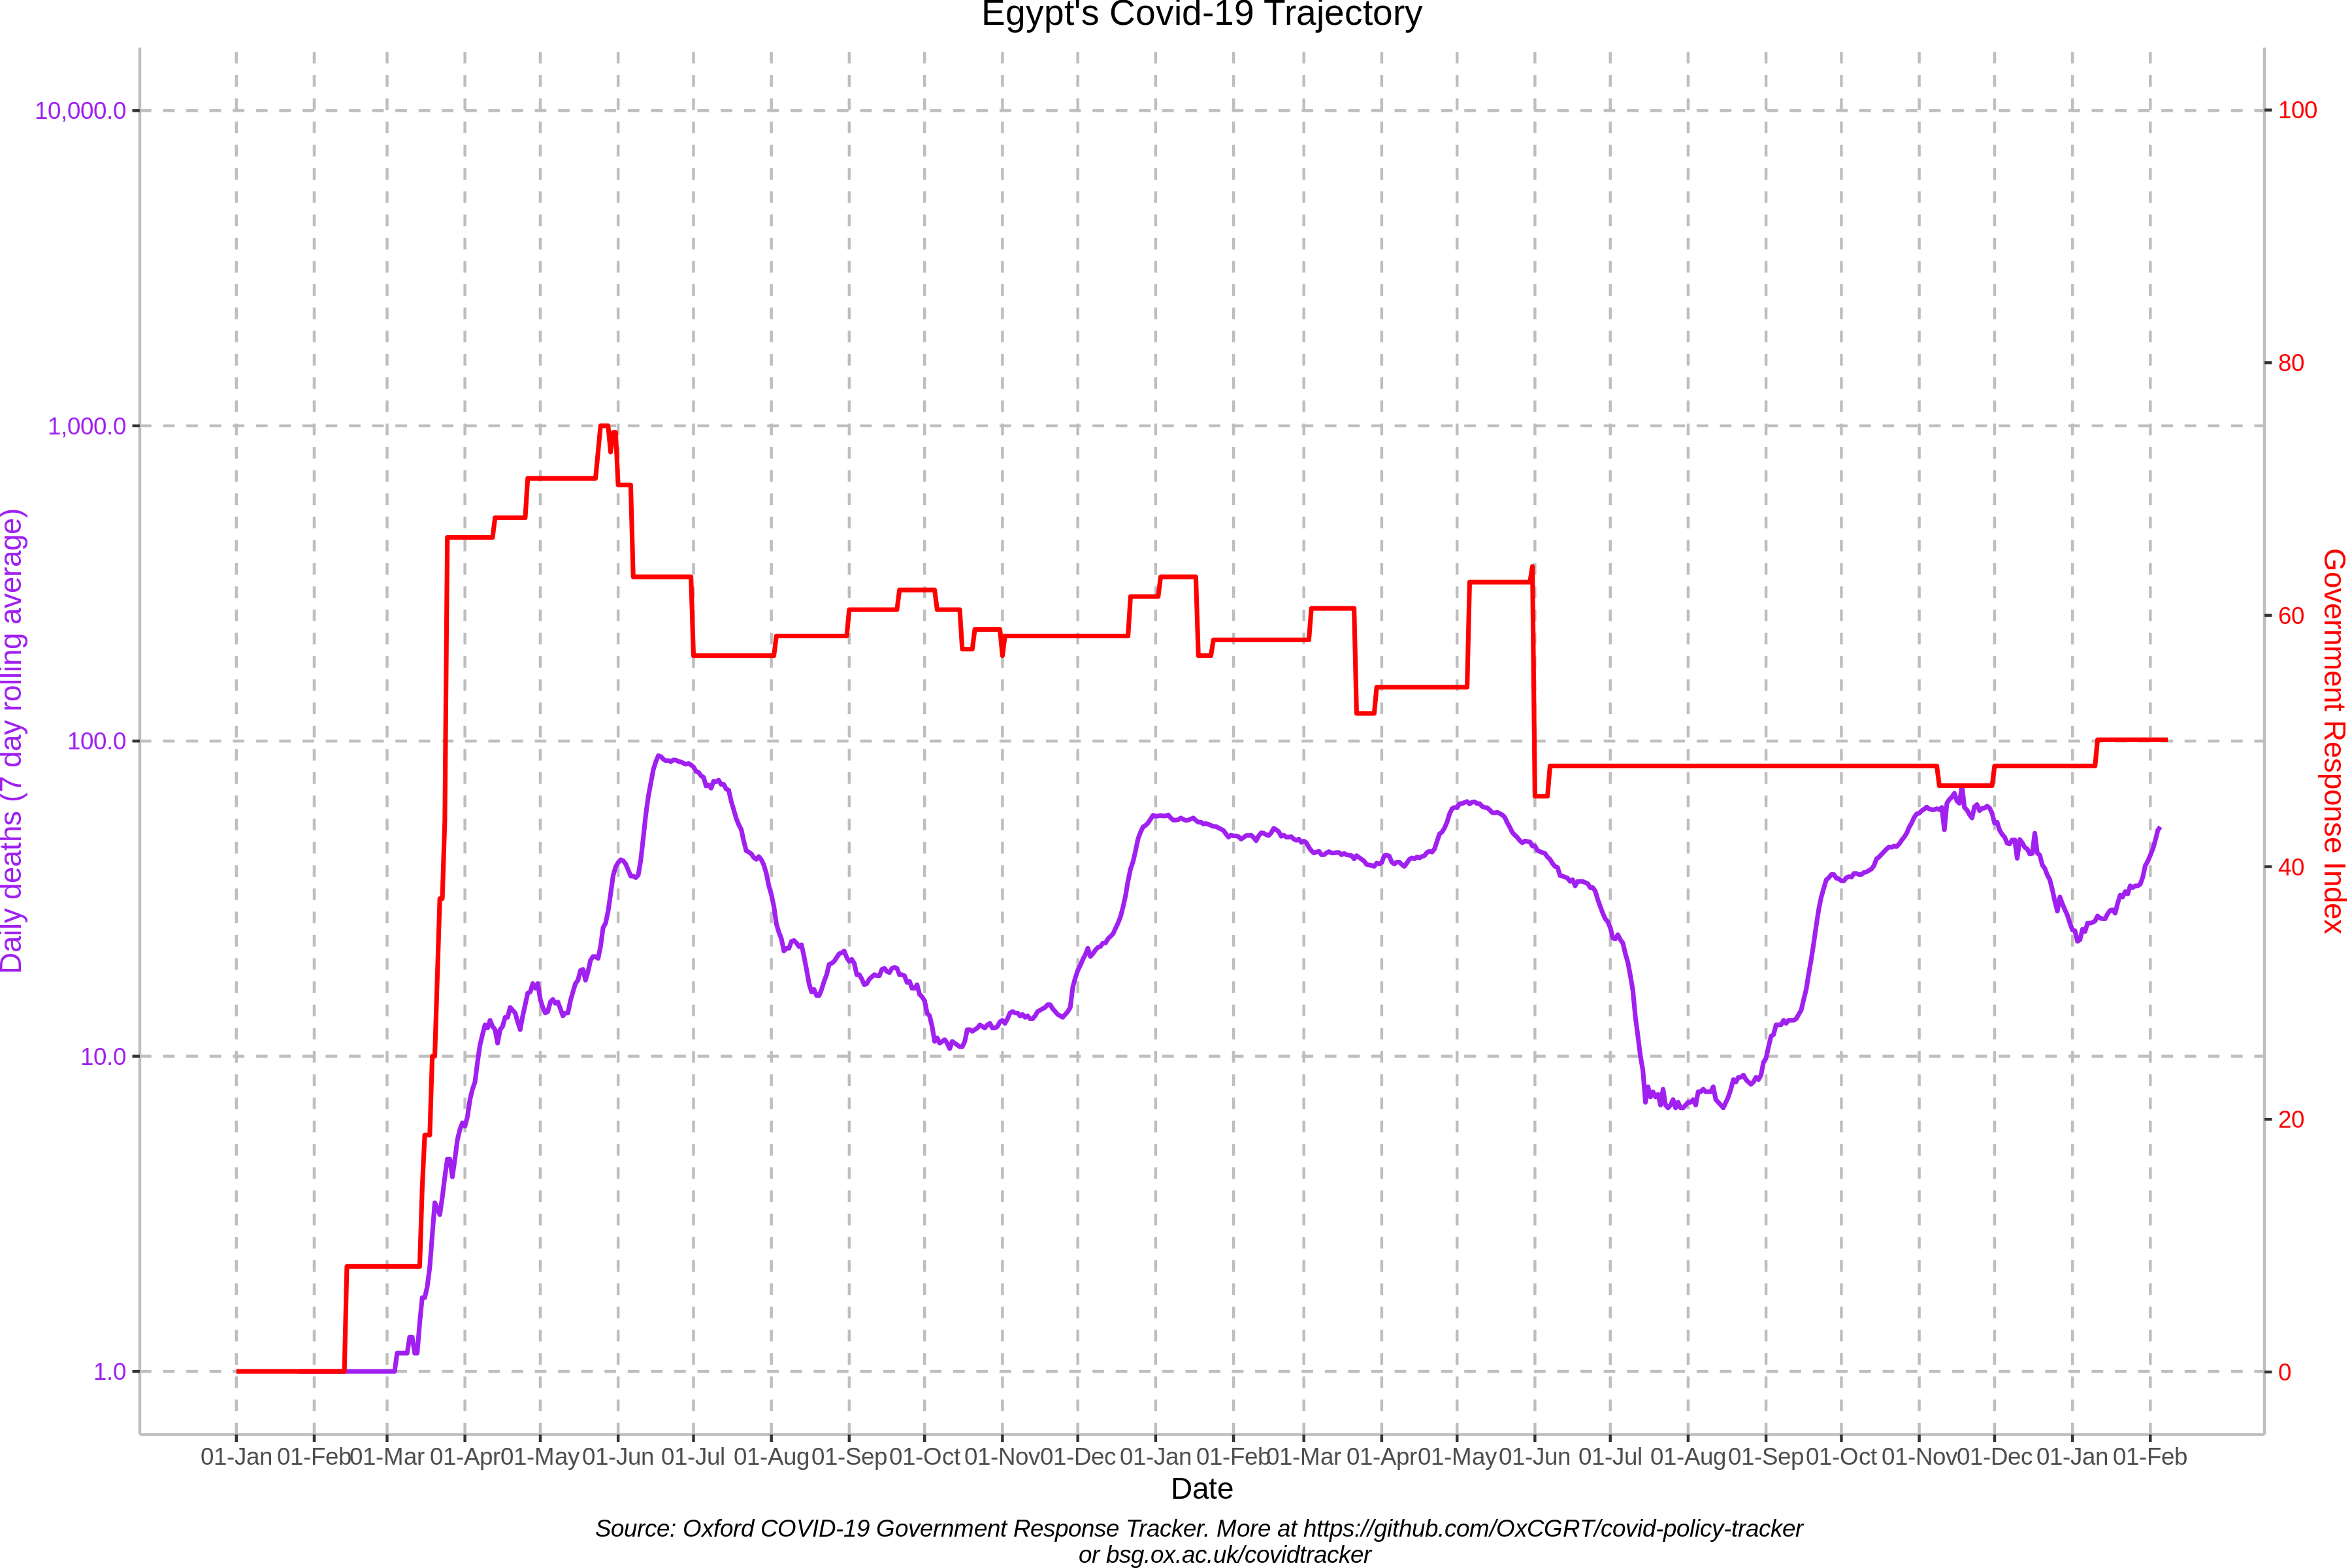 Egypt's Covid-19 Trajectory
10,000.0
1,000.0
100.0
10.0
1.0
Daily deaths (7 day rolling average)
100
80
60
40
20
0
Government Response Index
01-Jan 01-Feb 01-Mar 01-Apr 01-May 01-Jun 01-Jul 01-Aug 01-Sep 01-Oct 01-Nov 01-Dec 01-Jan 01-Feb 01-Mar 01-Apr 01-May 01-Jun 01-Jul 01-Aug 01-Sep 01-Oct 01-Nov 01-Dec 01-Jan 01-Feb
Date
Source: Oxford COVID-19 Government Response Tracker. More at https://github.com/OxCGRT/covid-policy-tracker
or bsg.ox.ac.uk/covidtracker